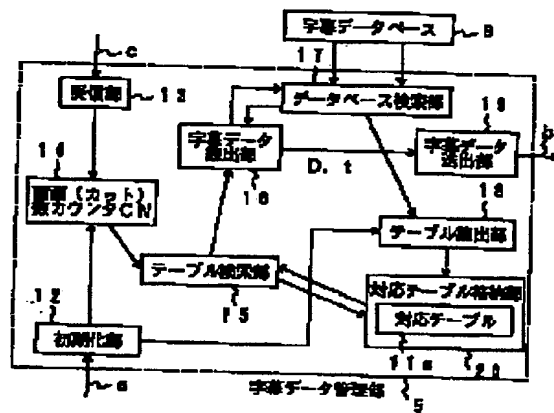 字幕データベース
B
C
17
受信部
13
データベース検索部
19
14
字幕データ
読出部
字幕データ
送出部
b
D. t
16
18
画面(カット)
数カウンタCN
テーブル読出部
テーブル検索部
15
対応テーブル格納部
対応テーブル
12
初期化部
11a
20
a
字幕データ管理部
5